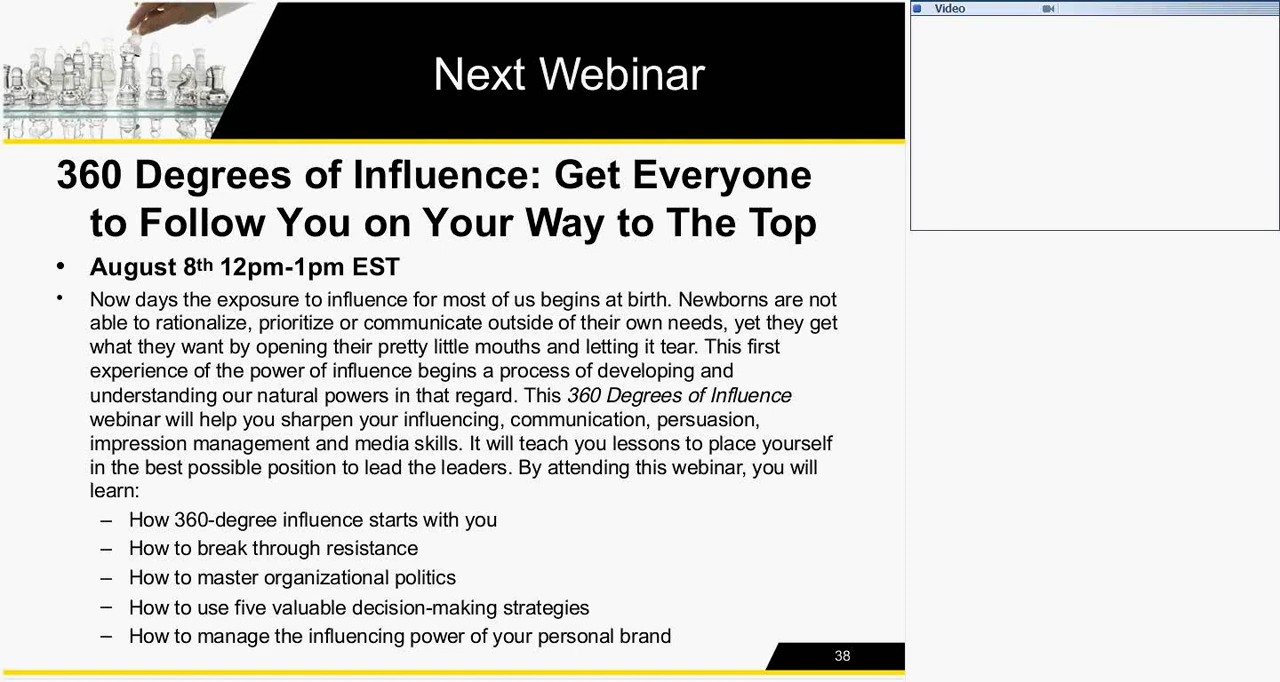 Next Webinar
Video
360 Degrees of Influence: Get Everyone
to Follow You on Your Way to The Top
• August 8th 12pm-1pm EST
• Now days the exposure to influence for most of us begins at birth. Newborns are not
able to rationalize, prioritize or communicate outside of their own needs, yet they get
what they want by opening their pretty little mouths and letting it tear. This first
experience of the power of influence begins a process of developing and
understanding our natural powers in that regard. This 360 Degrees of Influence
webinar will help you sharpen your influencing, communication, persuasion,
impression management and media skills. It will teach you lessons to place yourself
in the best possible position to lead the leaders. By attending this webinar, you will
learn:
– How 360-degree influence starts with you
– How to break through resistance
– How to master organizational politics
– How to use five valuable decision-making strategies
– How to manage the influencing power of your personal brand
38